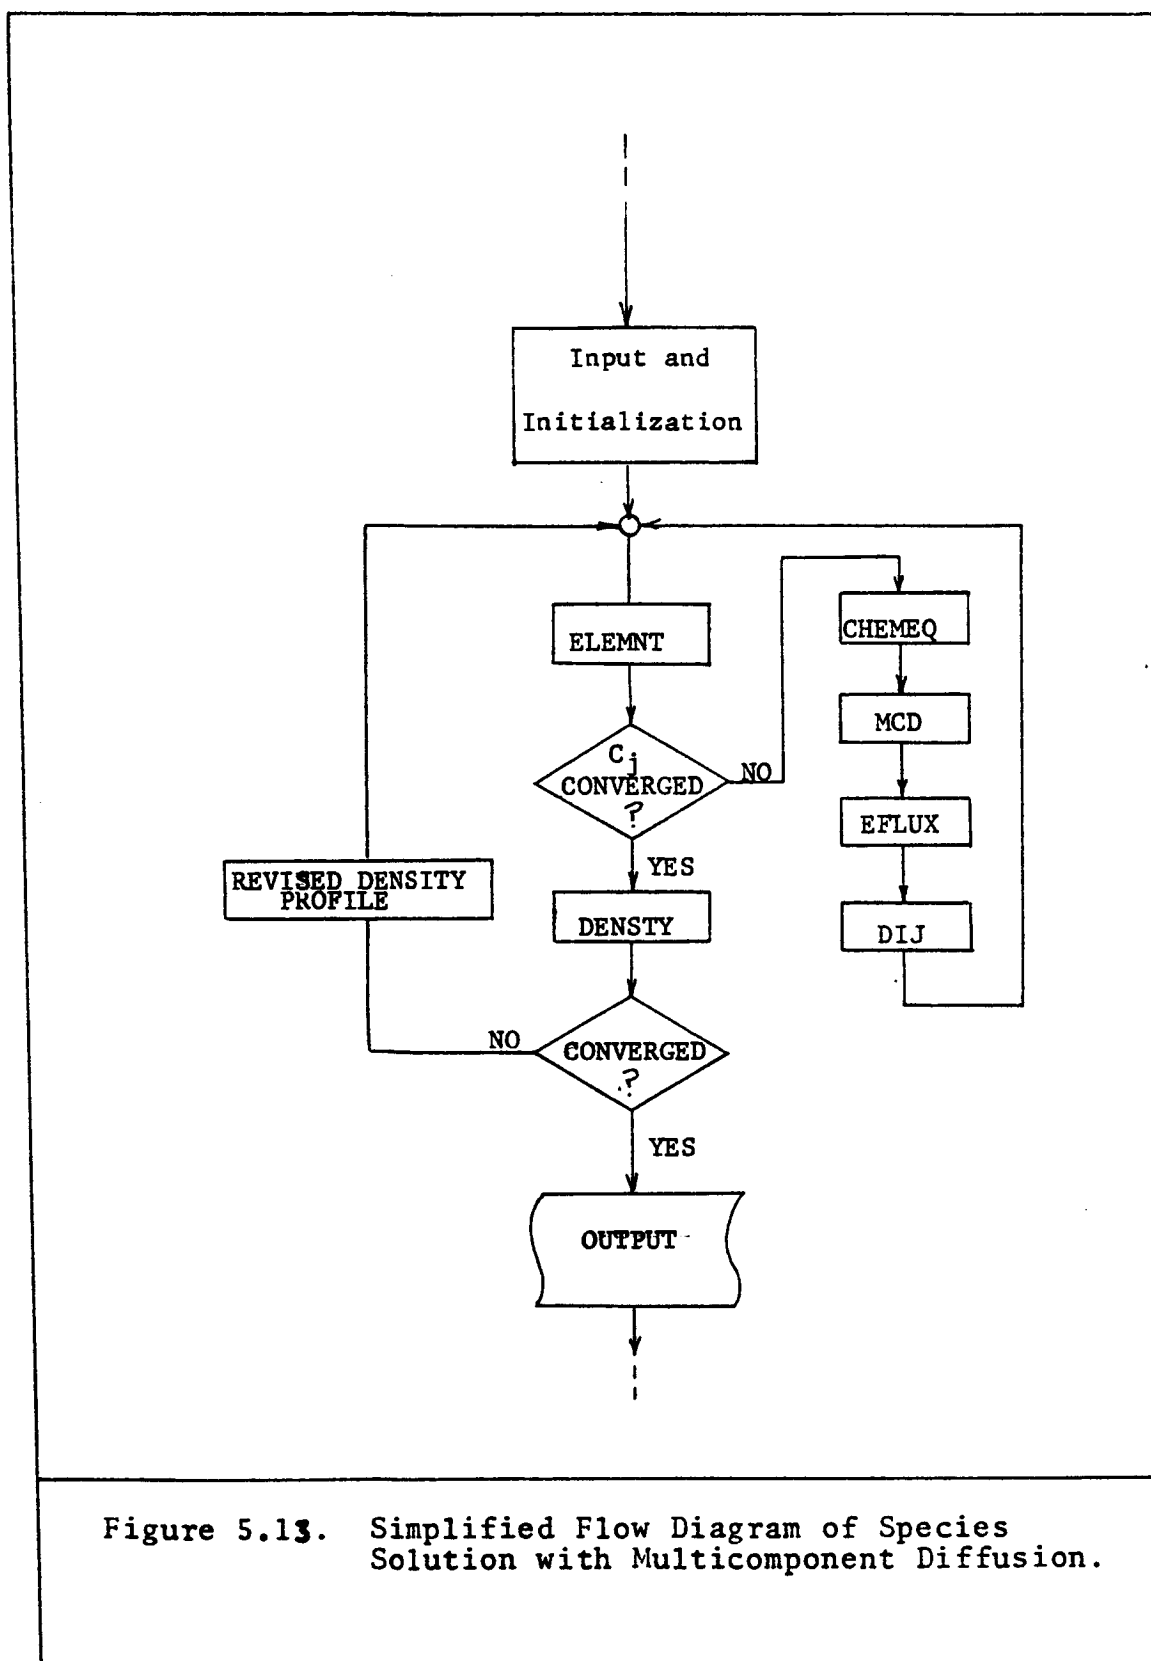 Input and
Initialization
ELEMNT
CHEMEQ
MCD
C_j
CONVERGED
?
NO
EFLUX
YES
REVISED DENSITY
PROFILE
DENSTY
DIJ
NO
CONVERGED
?
YES
OUTPUT
Figure 5.13. Simplified Flow Diagram of Species
Solution with Multicomponent Diffusion.